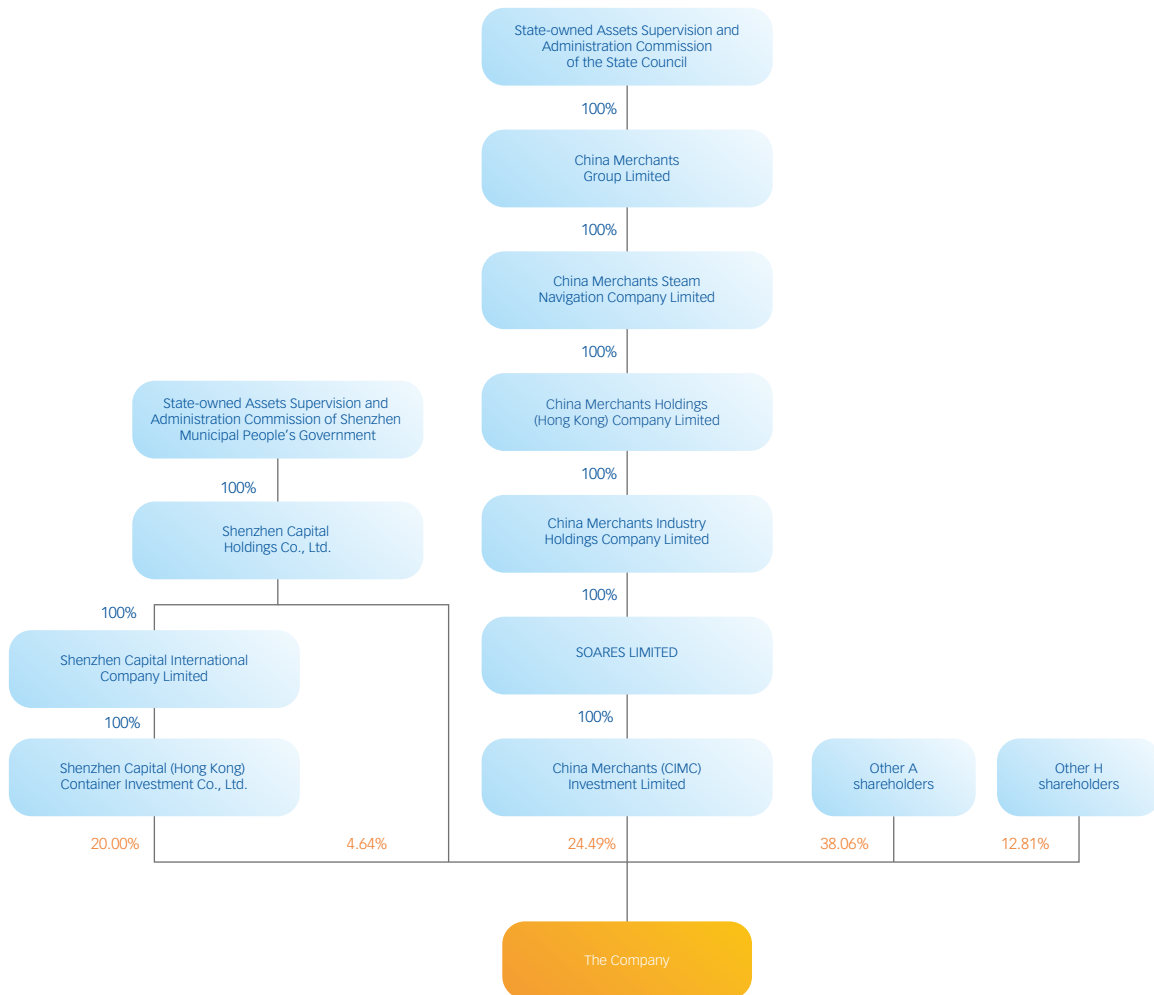 State-owned Assets Supervision and
Administration Commission
of the State Council
100%
China Merchants
Group Limited
100%
China Merchants Steam
Navigation Company Limited
100%
State-owned Assets Supervision and
Administration Commission of Shenzhen
Municipal People's Government
China Merchants Holdings
(Hong Kong) Company Limited
100%
100%
Shenzhen Capital
Holdings Co., Ltd.
China Merchants Industry
Holdings Company Limited
100%
100%
Shenzhen Capital International
Company Limited
SOARES LIMITED
100%
100%
Shenzhen Capital (Hong Kong)
Container Investment Co., Ltd.
China Merchants (CIMC)
Investment Limited
Other A
shareholders
Other H
shareholders
20.00%
4.64%
24.49%
38.06%
12.81%
The Company